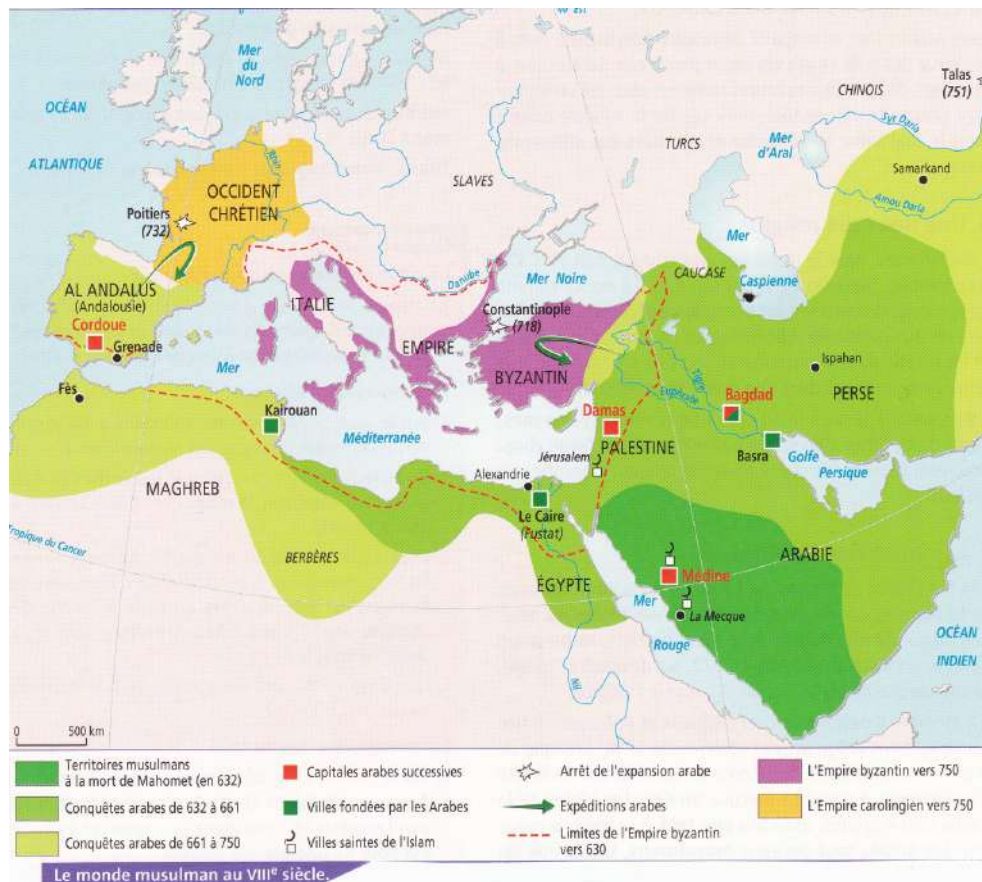 Mer
du
Nord
OCÉAN
ATLANTIQUE
CHINOIS
Talas
(751)
Mer
d'Aral
Syr Daria
TURCS
Samarkand
Amou Daria
SLAVES
Rhin
OCCIDENT
CHRÉTIEN
Poitiers
(732)
Mer
Caspienne
CAUCASE
Danube
Mer Noire
AL ANDALUS
(Andalousie)
ITALIE
Constantinople
(718)
Cordoue
Grenade
EMPIRE
BYZANTIN
Mer
Méditerranée
Fès
Kairouan
Damas
Tigre
Euphrate
Bagdad
Ispahan
PERSE
PALESTINE
Basra
Golfe
Persique
Jérusalem
Alexandrie
MAGHREB
Le Caire
(Fustat)
Tropique du Cancer
BERBÈRES
ÉGYPTE
ARABIE
Médine
Mer
Rouge
La Mecque
Nil
OCÉAN
INDIEN
0 500 km
Territoires musulmans
à la mort de Mahomet (en 632)
Conquêtes arabes de 632 à 661
Conquêtes arabes de 661 à 750
Capitales arabes successives
Villes fondées par les Arabes
Villes saintes de l'Islam
Arrêt de l'expansion arabe
Expéditions arabes
Limites de l'Empire byzantin
vers 630
L'Empire byzantin vers 750
L'Empire carolingien vers 750
Le monde musulman au VIIIe siècle.